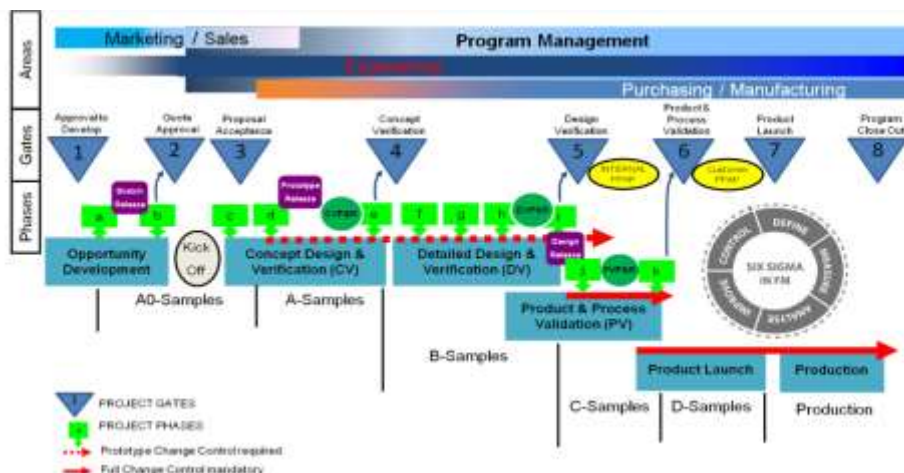 Areas
Marketing / Sales
Program Management
Purchasing / Manufacturing
Gates
Approval to
Develop
Quote
Approval
Proposal
Acceptance
Concept
Verification
Design
Verification
Product &
Process
Validation
Product
Launch
Program
Close Out
1
2
3
4
5
6
7
8
INTERNAL
Customer
Phases
a
Release
b
c
d
Prototype
Release
e
f
g
h
Design
Release
k
Opportunity
Development
Kick
Off
Concept Design &
Verification (CV)
Detailed Design &
Verification (DV)
Product & Process
Validation (PV)
Product Launch
Production
DEFINE
MEASURE
ANALYSE
IMPROVE
CONTROL
SIX SIGMA
IN FM
A0-Samples
A-Samples
B-Samples
C-Samples
D-Samples
Production
PROJECT GATES
PROJECT PHASES
Prototype Change Control required
Full Change Control mandatory